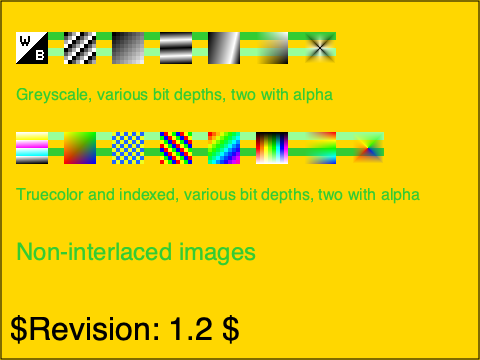 W
B
Greyscale, various bit depths, two with alpha
Truecolor and indexed, various bit depths, two with alpha
Non-interlaced images
$Revision: 1.2 $